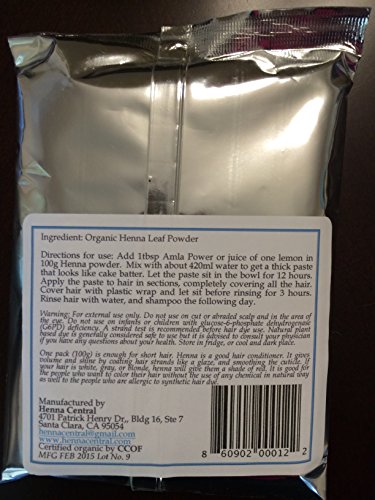 Ingredient: Organic Henna Leaf Powder
Directions for use: Add 1tbsp Amla Power or juice of one lemon in
100g Henna powder. Mix with about 420ml water to get a thick paste
that looks like cake batter. Let the paste sit in the bowl for 12 hours.
Apply the paste to hair in sections, completely covering all the hair.
Cover hair with plastic wrap and let sit before rinsing for 3 hours.
Rinse hair with water, and shampoo the following day.
Warning: For external use only. Do not use on cut or abraded scalp and in the area of
the eye. Do not use on infants or children with glucose-6-phosphate dehydrogenase
(G6PD) deficiency. A strand test is recommended before hair dye use. Natural plant
based dye is generally considered safe to use but it is advised to consult your physician
if you have any questions about your health. Store in fridge, or cool and dark place.
One pack (100g) is enough for short hair. Henna is a good hair conditioner. It gives
volume and shine by coating hair strands like a glaze, and smoothing the cuticle. If
your hair is white, gray, or blonde, henna will give them a shade of red. It is good for
the people who want to color their hair without the use of any chemical in natural way
as well to the people who are allergic to synthetic hair dye.
Manufactured by
Henna Central
4701 Patrick Henry Dr., Bldg 16, Ste 7
Santa Clara, CA 95054
hennacentral@gmail.com
www.hennacentral.com
Certified organic by CCOF
MFG FEB 2015 Lot No. 9
8 60902 00012 2